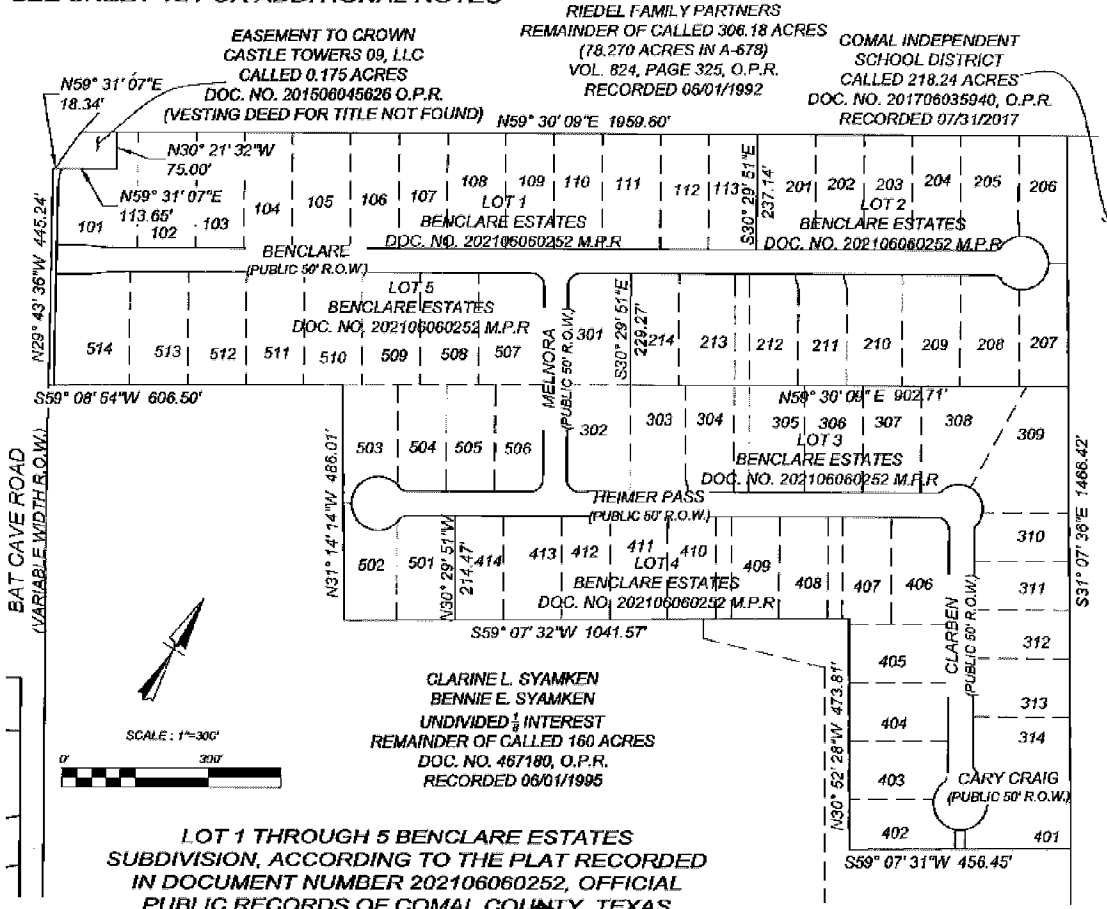 RIEDEL FAMILY PARTNERS
REMAINDER OF CALLED 306.18 ACRES
(78.270 ACRES IN A-678)
VOL. 824, PAGE 325, O.P.R.
RECORDED 06/01/1992
EASEMENT TO CROWN
CASTLE TOWERS 09, LLC
CALLED 0.175 ACRES
DOC. NO. 201506045626 O.P.R.
(VESTING DEED FOR TITLE NOT FOUND)
COMAL INDEPENDENT
SCHOOL DISTRICT
CALLED 218.24 ACRES
DOC. NO. 201706035940, O.P.R.
RECORDED 07/31/2017
N59° 31' 07"E
18.34'
N59° 30' 09"E 1959.60'
N30° 21' 32"W
75.00'
N59° 31' 07"E
113.65'
101
102
103
104
105
106
107
108
109
110
111
112
113
S30° 29' 51"E
237.14'
201
202
203
204
205
206
LOT 1
BENCLARE ESTATES
DOC. NO. 202106060252 M.P.R
LOT 2
BENCLARE ESTATES
DOC. NO. 202106060252 M.P.R
N29° 43' 36"W 445.24'
BENCLARE
(PUBLIC 50' R.O.W.)
LOT 5
BENCLARE ESTATES
DOC. NO. 202106060252 M.P.R
514
513
512
511
510
509
508
507
MELNORA
(PUBLIC 50' R.O.W.)
301
S30° 29' 51"E
229.27'
214
213
212
211
210
209
208
207
S59° 08' 54"W 606.50'
N59° 30' 09" E 902.71'
BAT CAVE ROAD
(VARIABLE WIDTH R.O.W.)
N31° 14' 14"W 486.01'
503
504
505
506
302
303
304
305
306
307
308
309
LOT 3
BENCLARE ESTATES
DOC. NO. 202106060252 M.P.R
S31° 07' 36"E 1466.42'
HEIMER PASS
(PUBLIC 50' R.O.W.)
502
501
N30° 29' 51"W
214.47'
414
413
412
411
410
409
408
407
406
LOT 4
BENCLARE ESTATES
DOC. NO. 202106060252 M.P.R
310
311
312
313
314
CLARBEN
(PUBLIC 50' R.O.W.)
S59° 07' 32"W 1041.57'
405
404
403
402
401
N30° 52' 28"W 473.81'
CARY CRAIG
(PUBLIC 50' R.O.W.)
S59° 07' 31"W 456.45'
CLARINE L. SYAMKEN
BENNIE E. SYAMKEN
UNDIVIDED INTEREST
REMAINDER OF CALLED 160 ACRES
DOC. NO. 467180, O.P.R.
RECORDED 06/01/1995
SCALE : 1"=300'
0'
300'
LOT 1 THROUGH 5 BENCLARE ESTATES
SUBDIVISION, ACCORDING TO THE PLAT RECORDED
IN DOCUMENT NUMBER 202106060252, OFFICIAL
PUBLIC RECORDS OF COMAL COUNTY, TEXAS